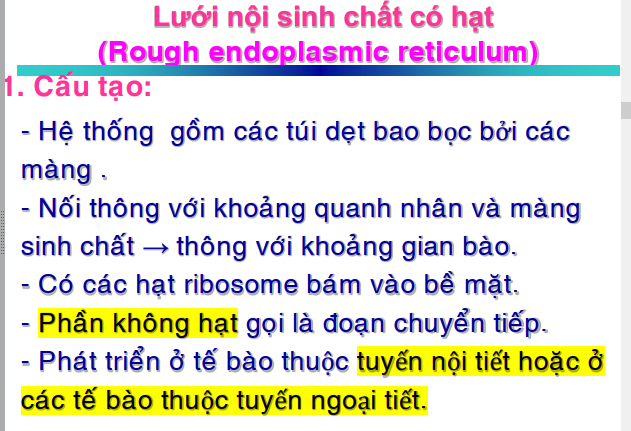 Lưới nội sinh chất có hạt
(Rough endoplasmic reticulum)
1. Cấu tạo:
- Hệ thống gồm các túi dẹt bao bọc bởi các
màng .
- Nối thông với khoảng quanh nhân và màng
sinh chất → thông với khoảng gian bào.
- Có các hạt ribosome bám vào bề mặt.
- Phần không hạt gọi là đoạn chuyển tiếp.
- Phát triển ở tế bào thuộc tuyến nội tiết hoặc ở
các tế bào thuộc tuyến ngoại tiết.